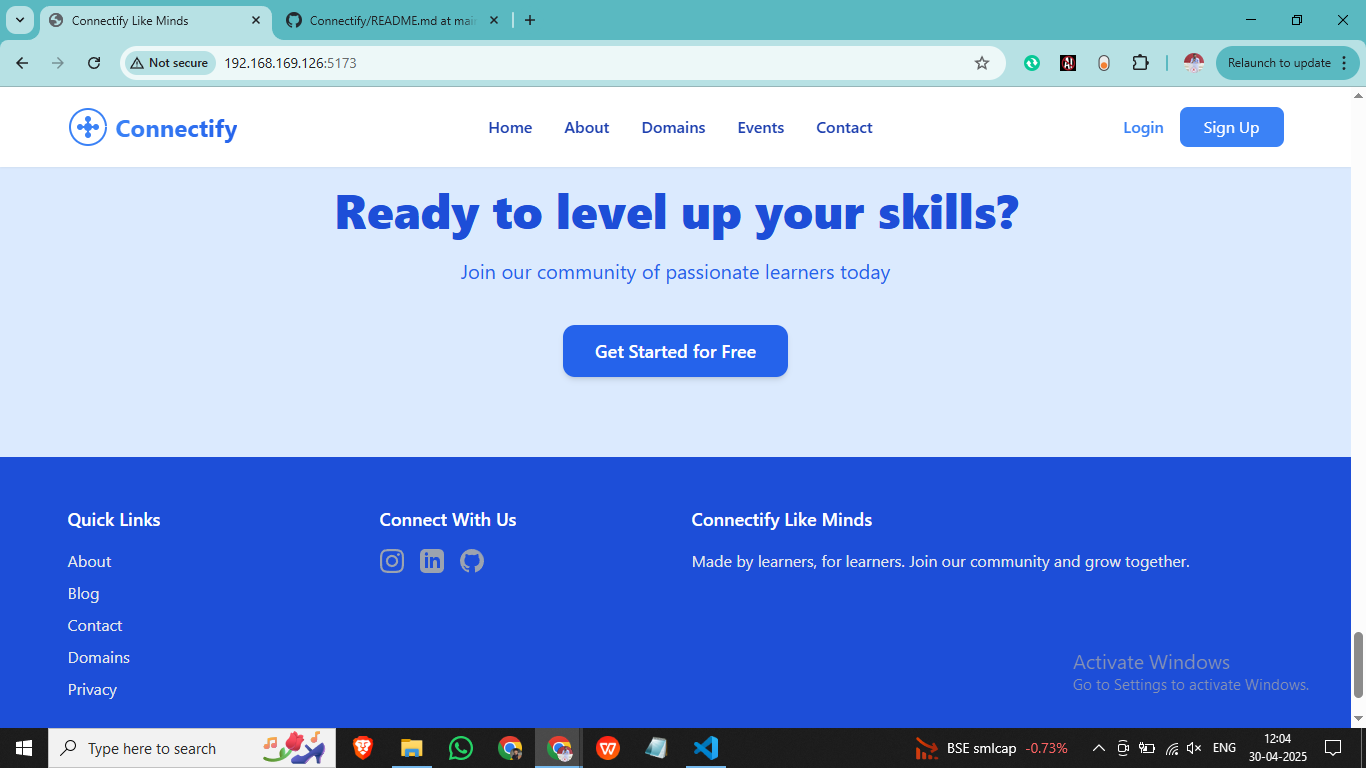 Connectify Like Minds
Connectify/README.md at mai
Not secure
192.168.169.126:5173
Relaunch to update
Connectify
Home
About
Domains
Events
Contact
Login
Sign Up
Ready to level up your skills?
Join our community of passionate learners today
Get Started for Free
Quick Links
About
Blog
Contact
Domains
Privacy
Connect With Us
Connectify Like Minds
Made by learners, for learners. Join our community and grow together.
Activate Windows
Go to Settings to activate Windows.
Type here to search
BSE smlcap -0.73%
ENG
12:04
30-04-2025